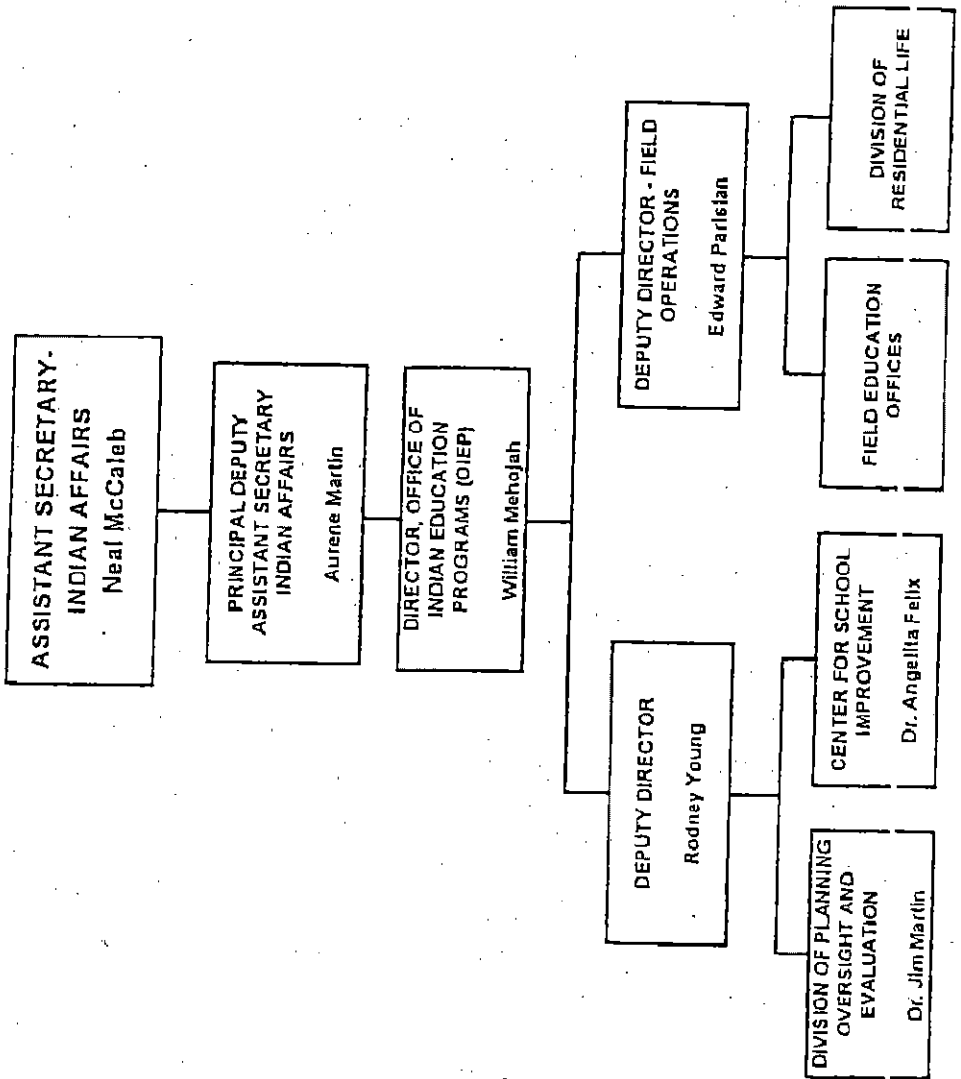 ASSISTANT SECRETARY-
INDIAN AFFAIRS
Neal McCaleb
PRINCIPAL DEPUTY
ASSISTANT SECRETARY
INDIAN AFFAIRS
Aurene Martin
DIRECTOR, OFFICE OF
INDIAN EDUCATION
PROGRAMS (OIEP)
William Mehojah
DEPUTY DIRECTOR
Rodney Young
DEPUTY DIRECTOR - FIELD
OPERATIONS
Edward Parisian
DIVISION OF PLANNING
OVERSIGHT AND
EVALUATION
Dr. Jim Martin
CENTER FOR SCHOOL
IMPROVEMENT
Dr. Angelita Felix
FIELD EDUCATION
OFFICES
DIVISION OF
RESIDENTIAL LIFE